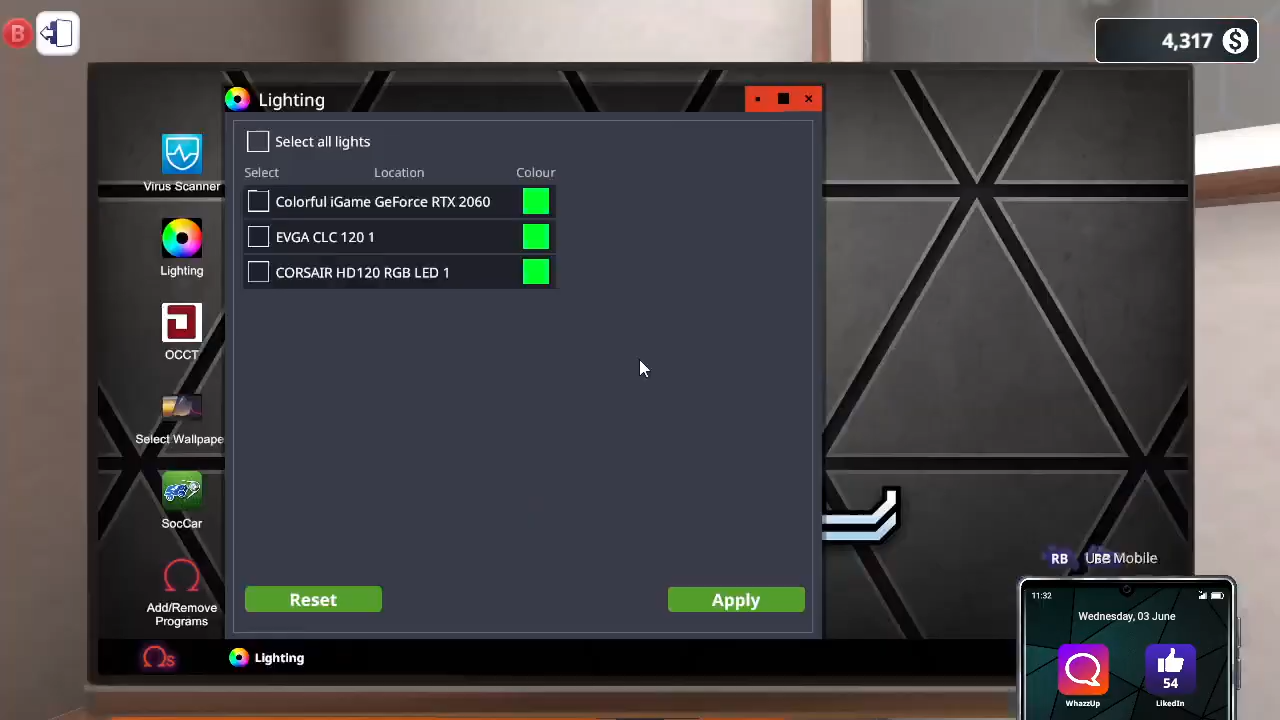 B
4,317 $
Lighting
Select all lights
Select Location Colour
Colorful iGame GeForce RTX 2060
EVGA CLC 120 1
CORSAIR HD120 RGB LED 1
Reset
Apply
Virus Scanner
Lighting
OCCT
Select Wallpape
SocCar
Add/Remove
Programs
Ωs
Lighting
RB
Mobile
11:32
Wednesday, 03 June
54
WhazzUp
LikedIn